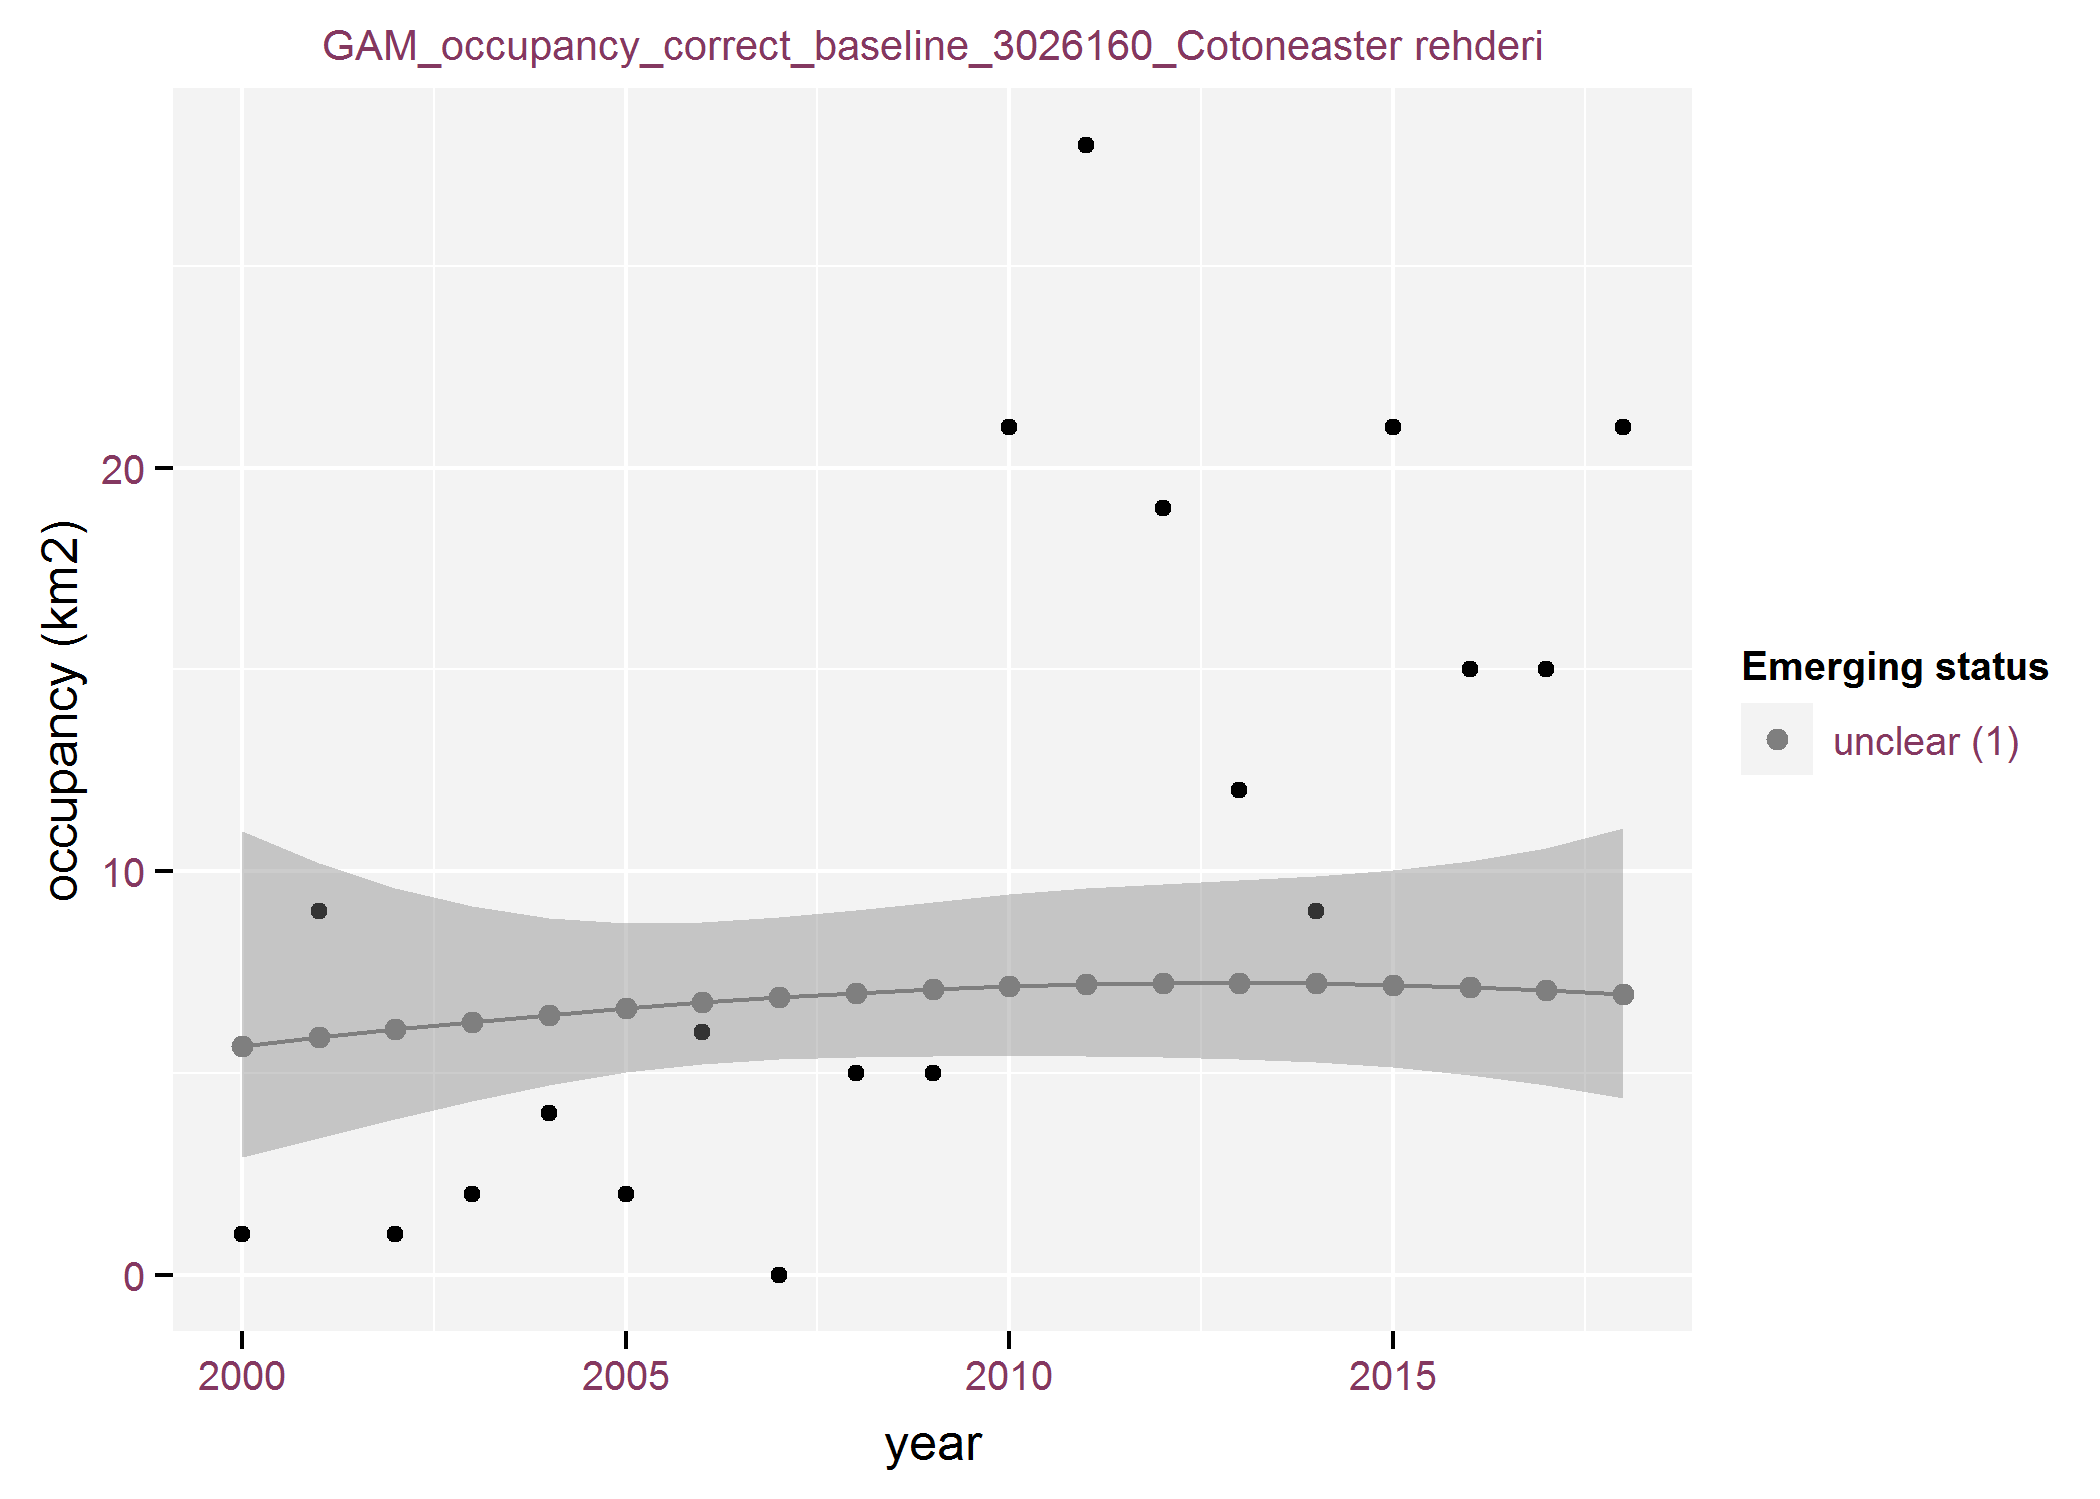 GAM_occupancy_correct_baseline_3026160_Cotoneaster rehderi
occupancy (km2)
20
10
0
2000 2005 2010 2015
year
Emerging status
unclear (1)